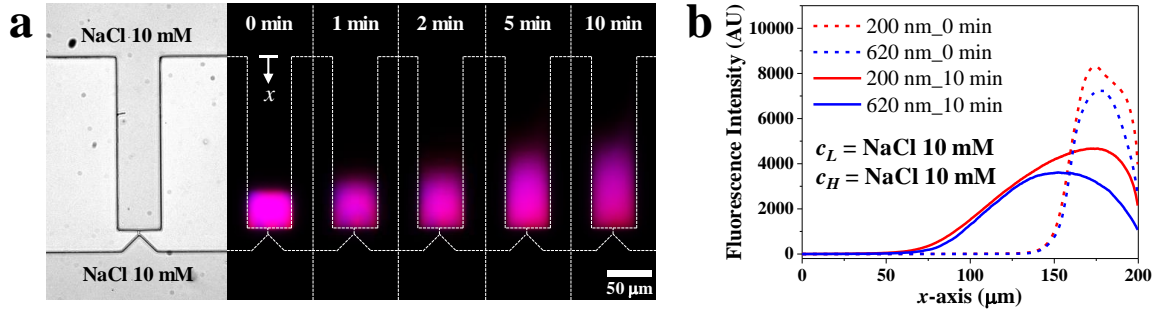 a
NaCl 10 mM
NaCl 10 mM
0 min
1 min
2 min
5 min
10 min
x
50 μm
b
Fluorescence Intensity (AU)
10000
8000
6000
4000
2000
0
200 nm_0 min
620 nm_0 min
200 nm_10 min
620 nm_10 min
c_L = NaCl 10 mM
c_H = NaCl 10 mM
0
50
100
150
200
x-axis (μm)